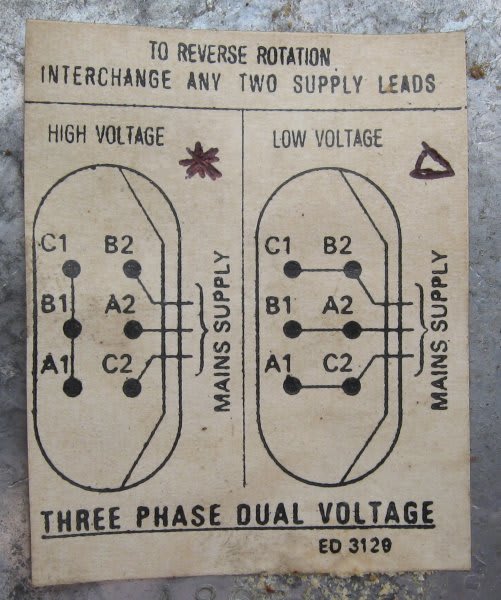 TO REVERSE ROTATION
INTERCHANGE ANY TWO SUPPLY LEADS
HIGH VOLTAGE
C1 B2
B1 A2
A1 C2
MAINS SUPPLY
LOW VOLTAGE
C1 B2
B1 A2
A1 C2
MAINS SUPPLY
THREE PHASE DUAL VOLTAGE
ED 3120